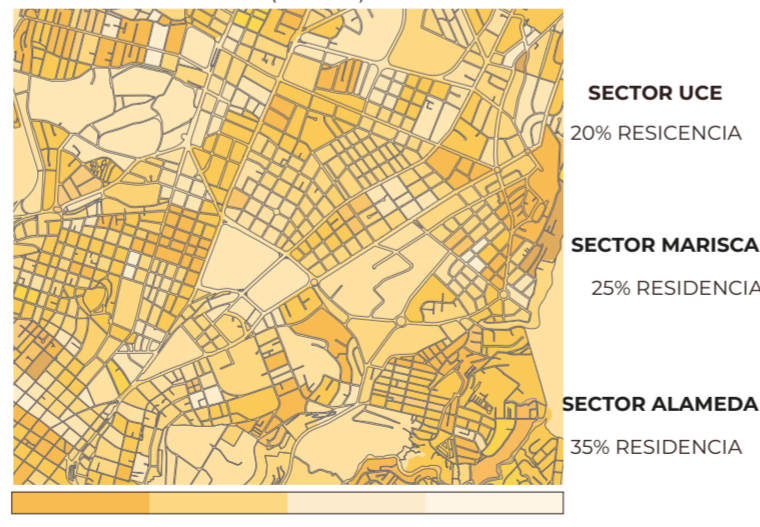 SECTOR UCE
20% RESICENCIA
SECTOR MARISCA
25% RESIDENCIA
SECTOR ALAMEDA
35% RESIDENCIA